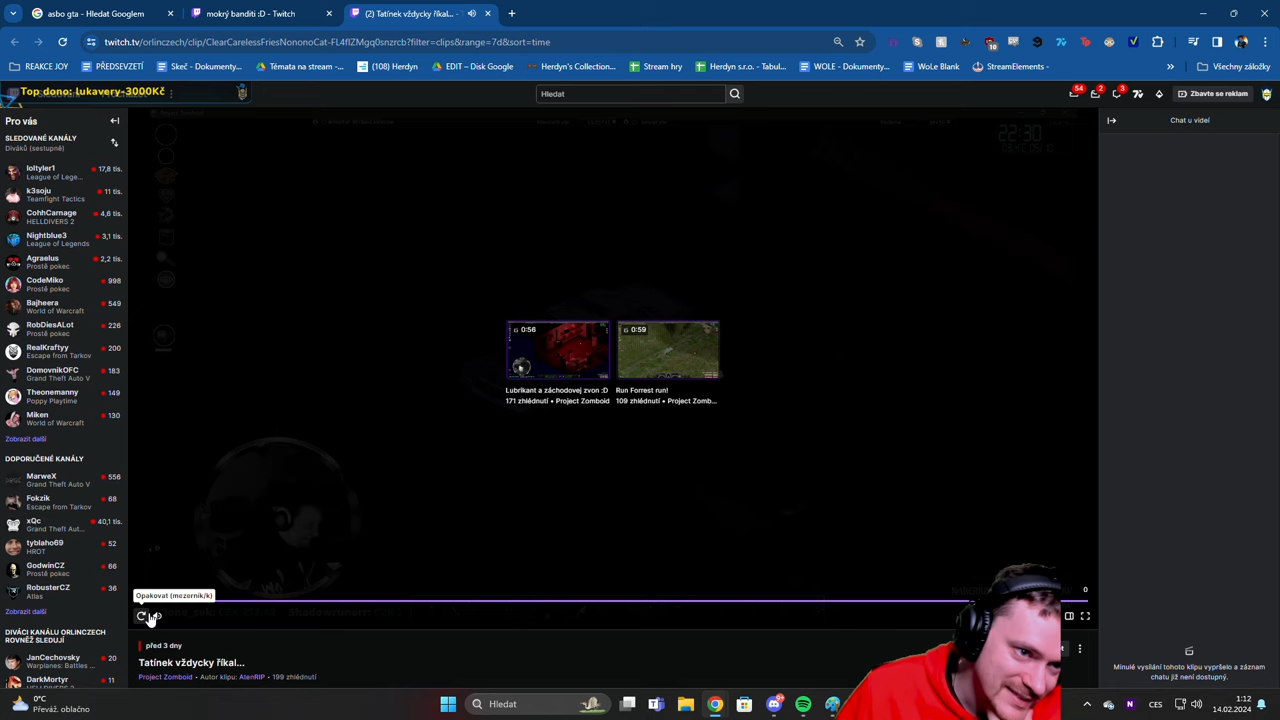 asbo gta - Hledat Googlem
mokrý banditi :D - Twitch
(2) Tatínek vždycky říkal...
twitch.tv/orlinczech/clip/ClearCarelessFriesNononoCat-FL4flZMgq0snzrcb?filter=clips&range=7d&sort=time
REAKCE JOY
PŘEDSEVZETÍ
Skeč - Dokumenty...
Témata na stream -...
(108) Herdyn
EDIT – Disk Google
Herdyn's Collection...
Stream hry
Herdyn s.r.o. - Tabul...
WOLE - Dokumenty...
WoLe Blank
StreamElements -
Všechny záložky
Top dono: lukavery-3000Kč
Hledat
54
2
3
Zbavte se reklam
Pro vás
SLEDOVANÉ KANÁLY
Diváků (sestupně)
loltyler1
17,8 tis.
League of Lege...
k3soju
11 tis.
Teamfight Tactics
CohhCarnage
4,6 tis.
HELLDIVERS 2
Nightblue3
3,1 tis.
League of Legends
Agraelus
2,2 tis.
Prostě pokec
CodeMiko
998
Prostě pokec
Bajheera
549
World of Warcraft
RobDiesALot
226
Prostě pokec
RealKraftyy
200
Escape from Tarkov
DomovnikOFC
183
Grand Theft Auto V
Theonemanny
149
Poppy Playtime
Miken
130
World of Warcraft
Zobrazit další
DOPORUČENÉ KANÁLY
MarweX
556
Grand Theft Auto V
Fokzik
68
Escape from Tarkov
xQc
40,1 tis.
Grand Theft Aut...
tyblaho69
52
HROT
GodwinCZ
66
Prostě pokec
RobusterCZ
36
Atlas
Zobrazit další
DIVÁCI KANÁLU ORLINCZECH
ROVNĚŽ SLEDUJÍ
JanCechovsky
20
Warplanes: Battles ...
DarkMortyr
11
HELLDIVERS 2
22:30
0:56
0:59
Lubrikant a záchodovej zvon :D
171 zhlédnutí • Project Zomboid
Run Forrest run!
109 zhlédnutí • Project Zomb...
Opakovat (mezerník/k)
0
před 3 dny
Tatínek vždycky říkal...
Project Zomboid • Autor klipu: AtenRIP • 199 zhlédnutí
Chat u videí
Minulé vysílání tohoto klipu vypršelo a záznam
chatu již není dostupný.
0°C
Převáž. oblačno
Hledat
CES
1:12
14.02.2024